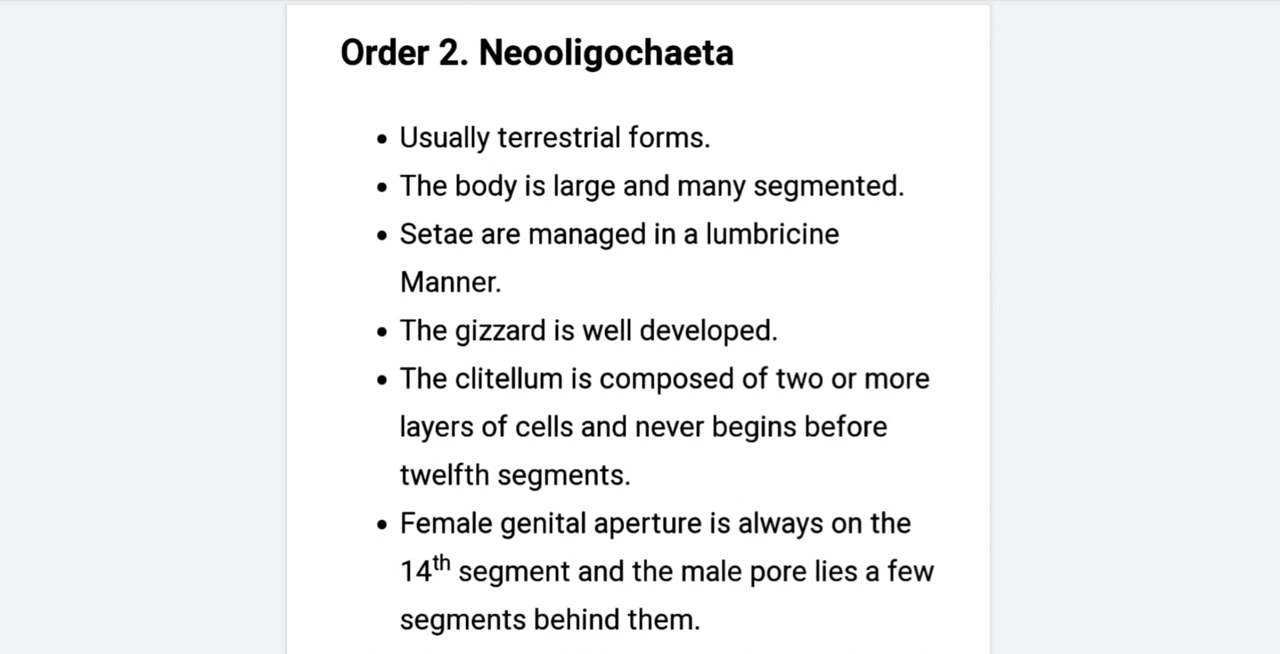 Order 2. Neooligochaeta
• Usually terrestrial forms.
• The body is large and many segmented.
• Setae are managed in a lumbricine
Manner.
• The gizzard is well developed.
• The clitellum is composed of two or more
layers of cells and never begins before
twelfth segments.
• Female genital aperture is always on the
14th segment and the male pore lies a few
segments behind them.